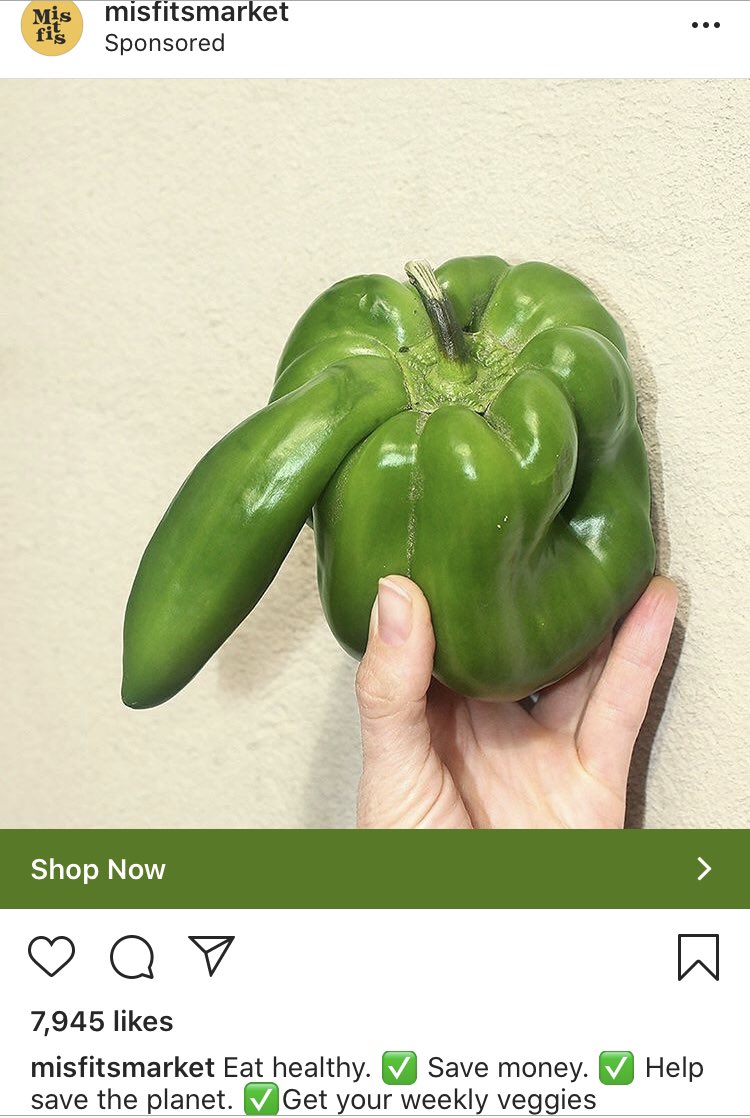 Mis
fits
misfitsmarket
Sponsored
Shop Now
7,945 likes
misfitsmarket Eat healthy. ✅ Save money. ✅ Help
save the planet. ✅Get your weekly veggies